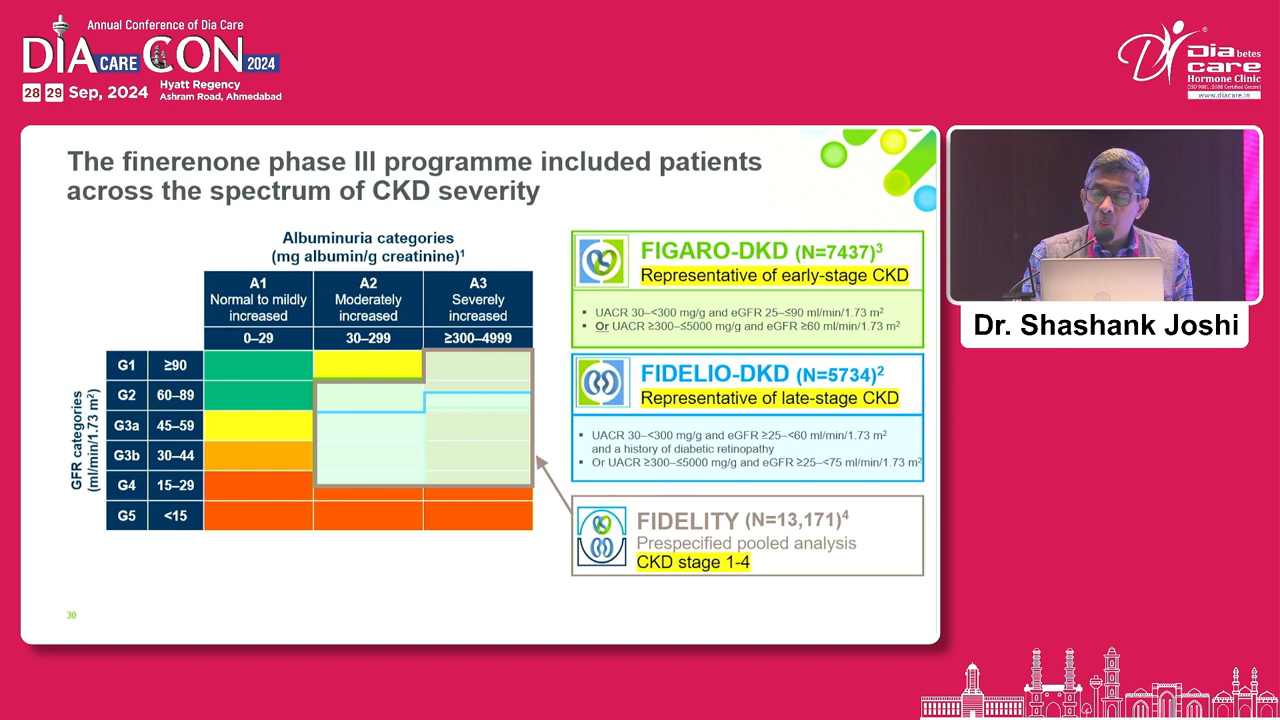 Annual Conference of Dia Care
DIA CARE CON 2024
28 29 Sep, 2024
Hyatt Regency
Ashram Road, Ahmedabad
Diabetes
care
Hormone Clinic
(ISO 9001 : 2008 Certified Centre)
www.diacare.in
The finerenone phase III programme included patients
across the spectrum of CKD severity
Albuminuria categories
(mg albumin/g creatinine)¹
A1
Normal to mildly
increased
A2
Moderately
increased
A3
Severely
increased
0–29
30–299
≥300–4999
GFR categories
(ml/min/1.73 m²)
G1 ≥90
G2 60–89
G3a 45–59
G3b 30–44
G4 15–29
G5 <15
FIGARO-DKD (N=7437)³
Representative of early-stage CKD
▪ UACR 30–<300 mg/g and eGFR 25–≤90 ml/min/1.73 m²
▪ Or UACR ≥300–≤5000 mg/g and eGFR ≥60 ml/min/1.73 m²
FIDELIO-DKD (N=5734)²
Representative of late-stage CKD
▪ UACR 30–<300 mg/g and eGFR ≥25–<60 ml/min/1.73 m²
and a history of diabetic retinopathy
▪ Or UACR ≥300–≤5000 mg/g and eGFR ≥25–<75 ml/min/1.73 m²
FIDELITY (N=13,171)⁴
Prespecified pooled analysis
CKD stage 1-4
30
Dr. Shashank Joshi